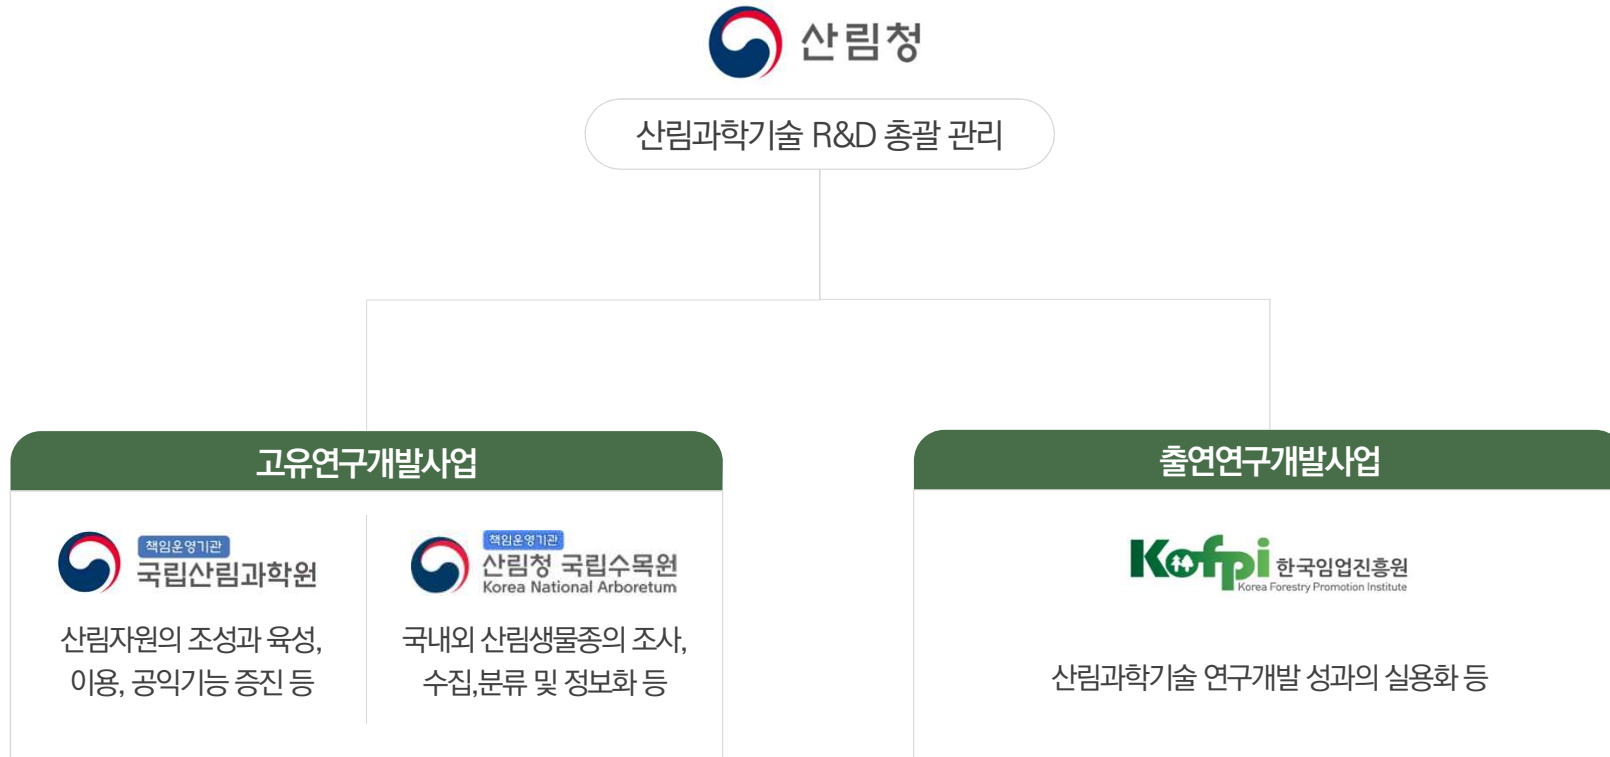 산림청
산림과학기술 R&D 총괄 관리
고유연구개발사업
책임운영기관
국립산림과학원
산림자원의 조성과 육성,
이용, 공익기능 증진 등
책임운영기관
산림청 국립수목원
Korea National Arboretum
국내외 산림생물종의 조사,
수집,분류 및 정보화 등
출연연구개발사업
Kofpi 한국임업진흥원
Korea Forestry Promotion Institute
산림과학기술 연구개발 성과의 실용화 등